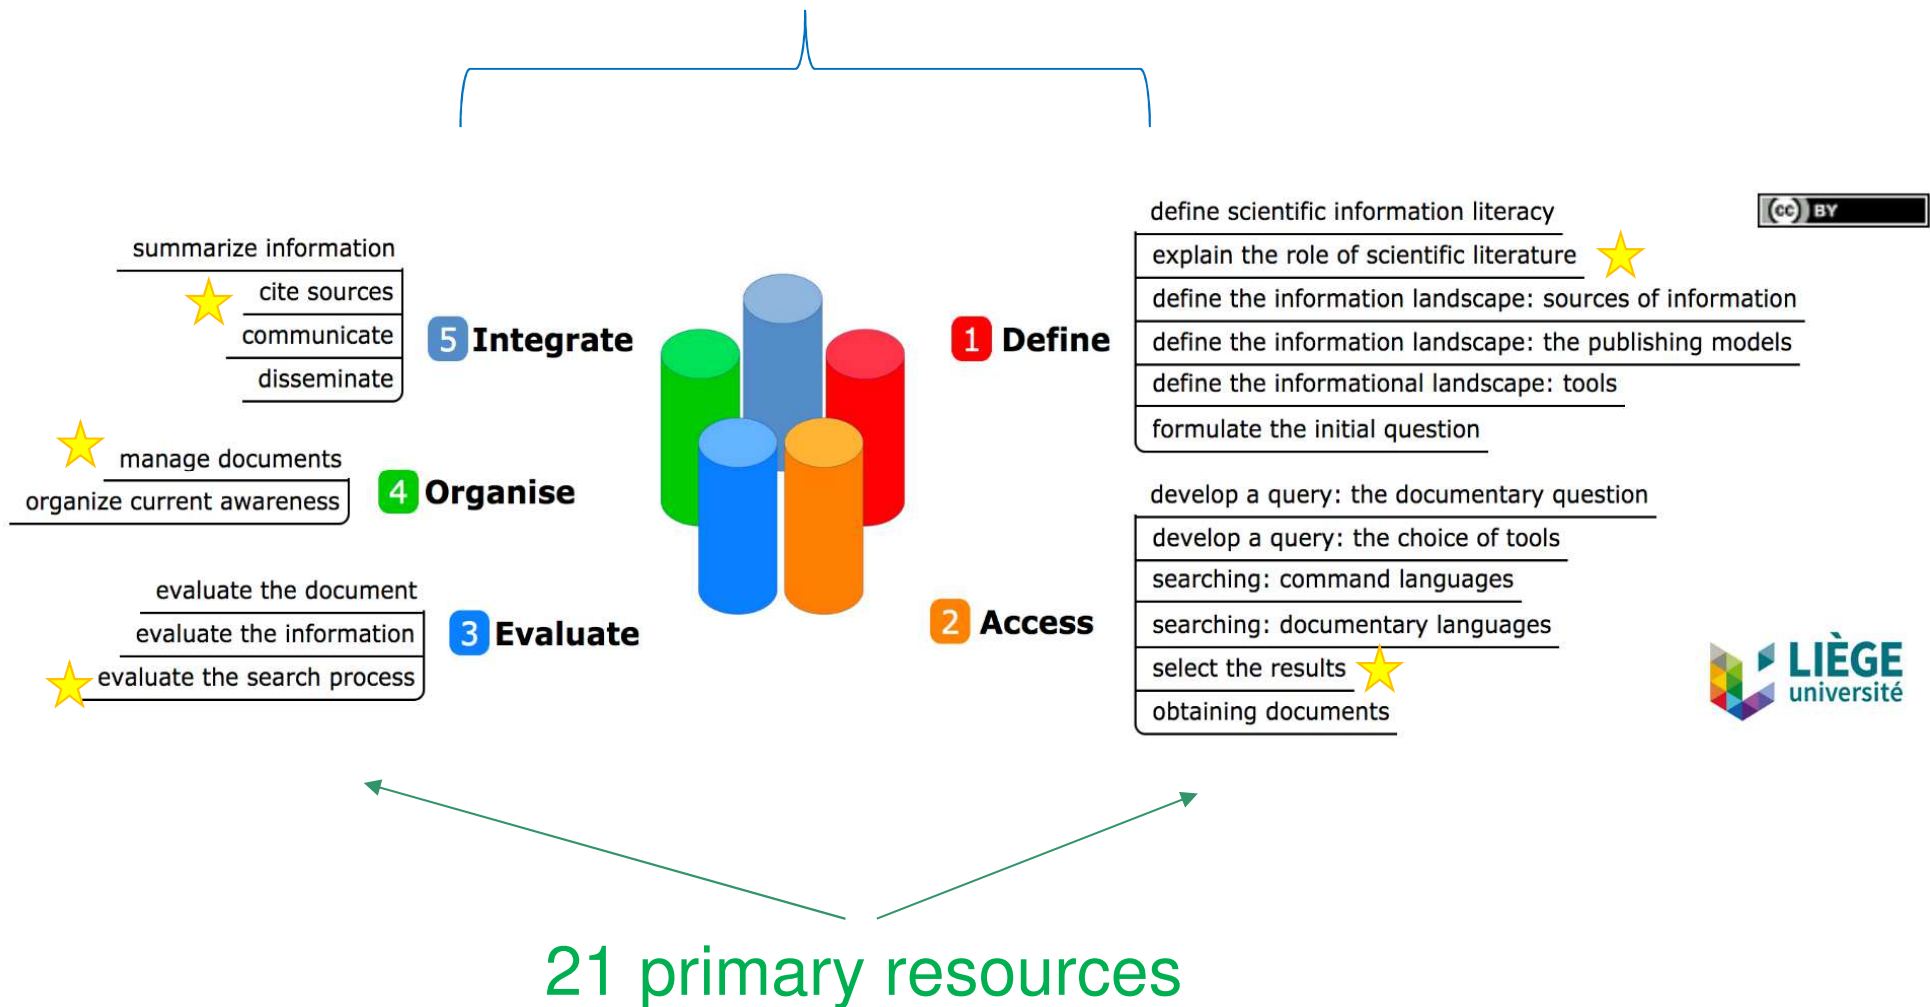 define scientific information literacy
explain the role of scientific literature
define the information landscape: sources of information
define the information landscape: the publishing models
define the informational landscape: tools
formulate the initial question
1 Define
develop a query: the documentary question
develop a query: the choice of tools
searching: command languages
searching: documentary languages
select the results
obtaining documents
2 Access
evaluate the document
evaluate the information
evaluate the search process
3 Evaluate
manage documents
organize current awareness
4 Organise
summarize information
cite sources
communicate
disseminate
5 Integrate
cc BY
LIÈGE
université
21 primary resources